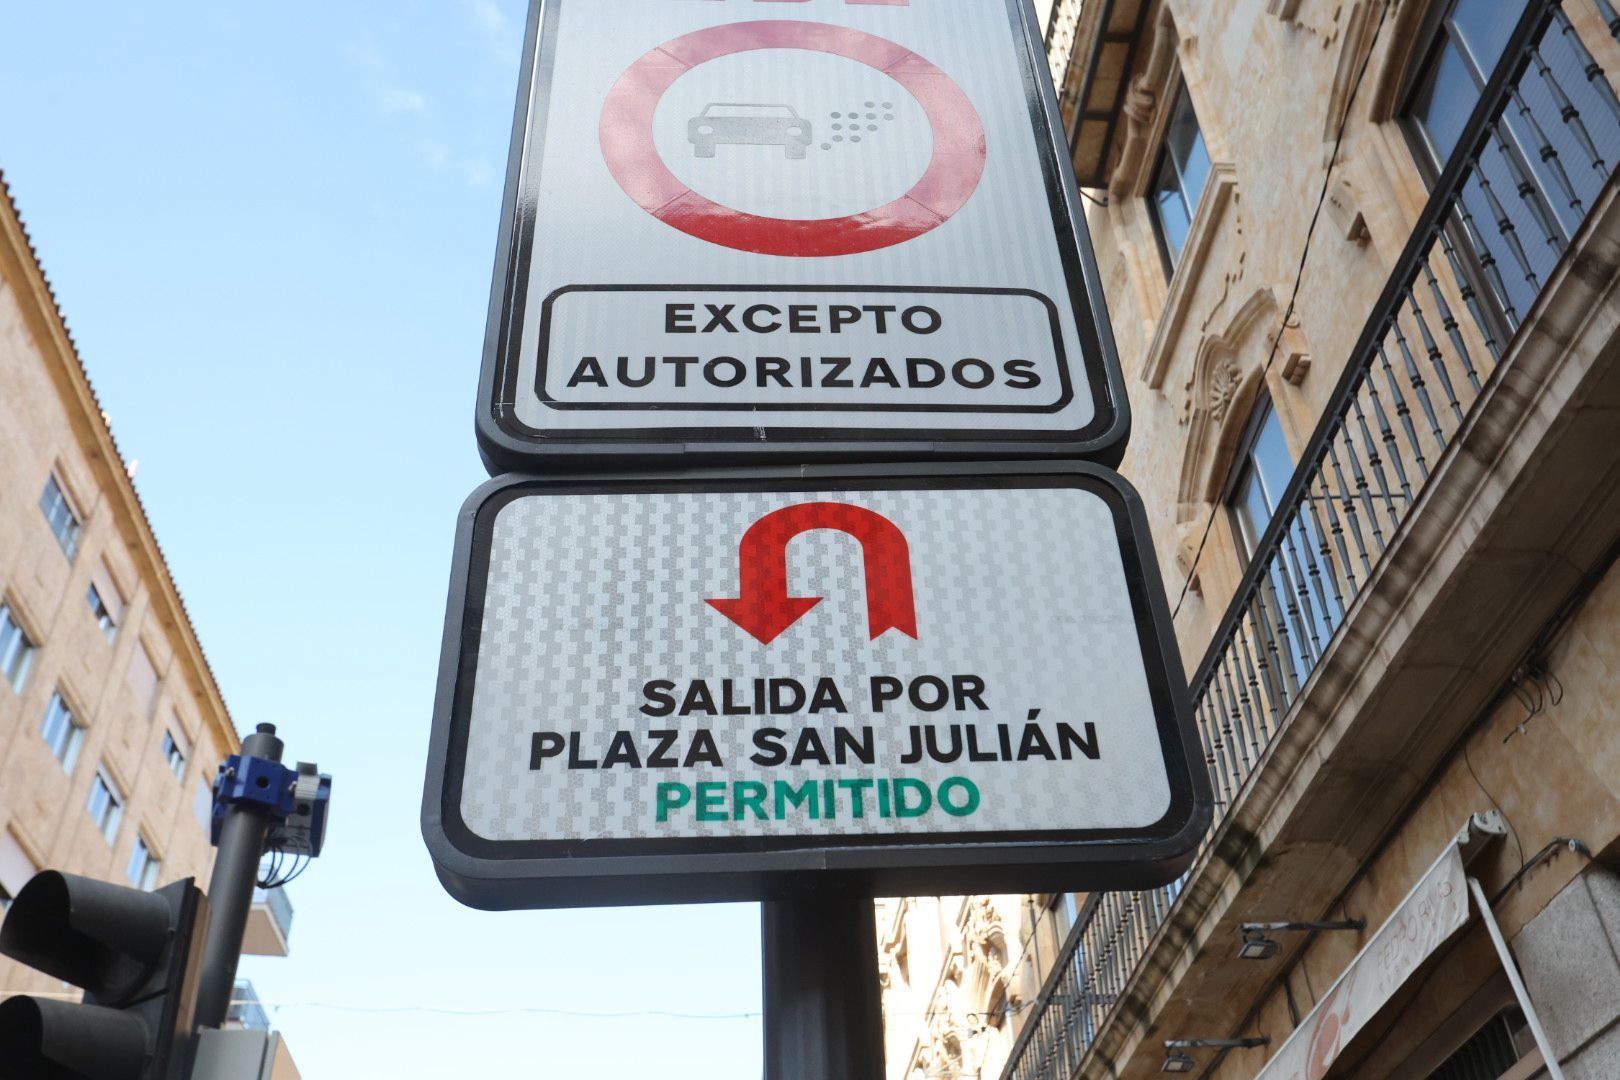 EXCEPTO
AUTORIZADOS
SALIDA POR
PLAZA SAN JULIÁN
PERMITIDO